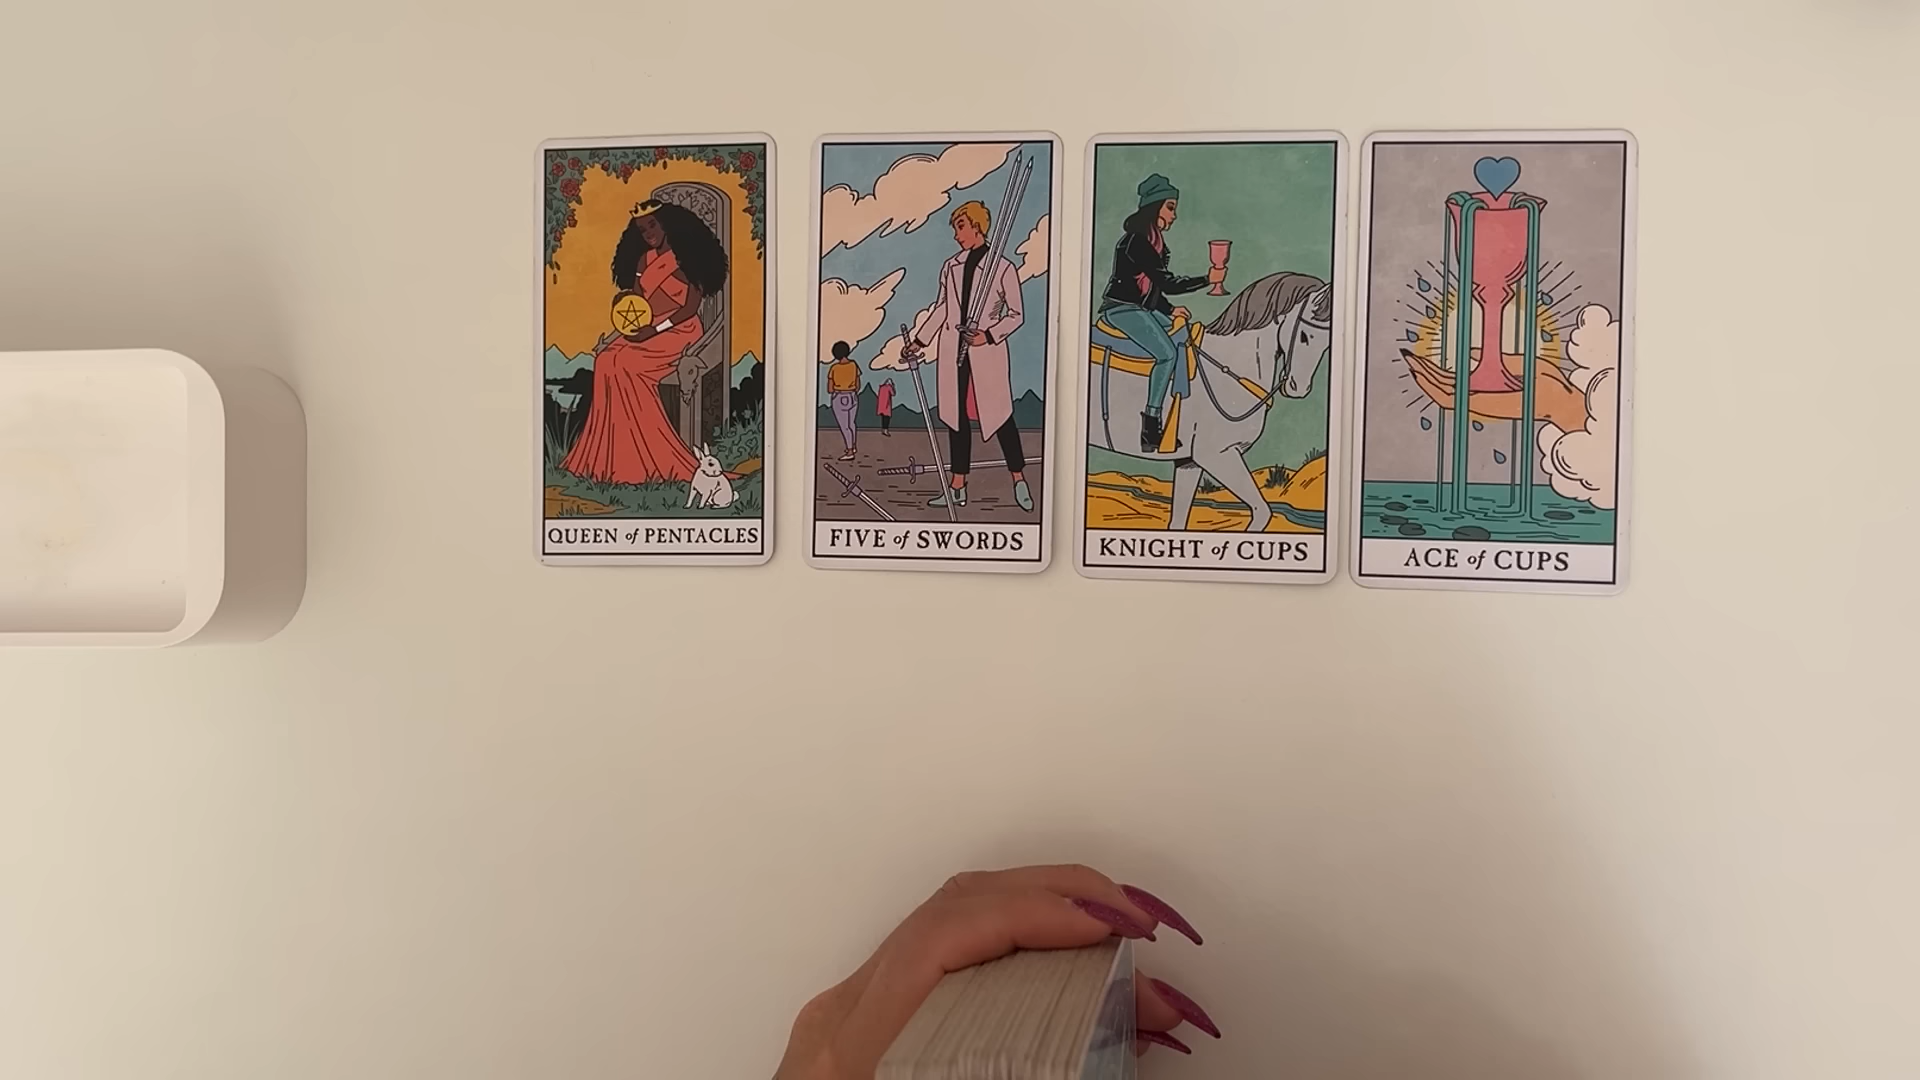 QUEEN of PENTACLES
FIVE of SWORDS
KNIGHT of CUPS
ACE of CUPS